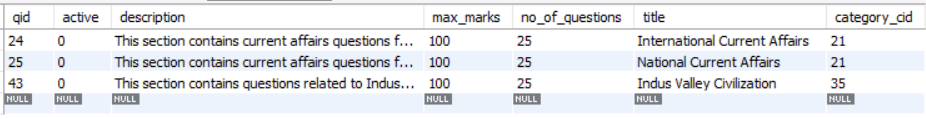 qid active description max_marks no_of_questions title category_cid
24 0 This section contains current affairs questions f... 100 25 International Current Affairs 21
25 0 This section contains current affairs questions f... 100 25 National Current Affairs 21
43 0 This section contains questions related to Indus... 100 25 Indus Valley Civilization 35
NULL NULL NULL NULL NULL NULL NULL